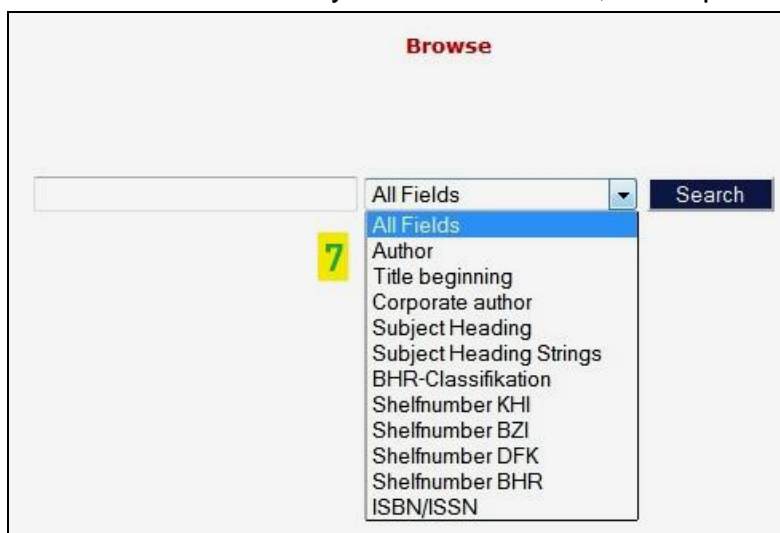 Browse
All Fields Search
All Fields
7
Author
Title beginning
Corporate author
Subject Heading
Subject Heading Strings
BHR-Classifikation
Shelfnumber KHI
Shelfnumber BZI
Shelfnumber DFK
Shelfnumber BHR
ISBN/ISSN